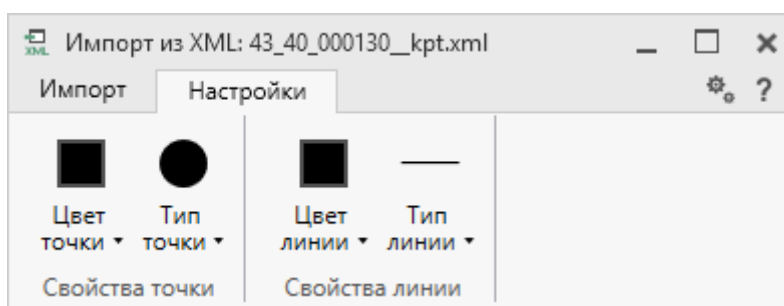 XML Импорт из XML: 43_40_000130__kpt.xml
Импорт Настройки ?
Цвет точки Тип точки Цвет линии Тип линии
Свойства точки Свойства линии